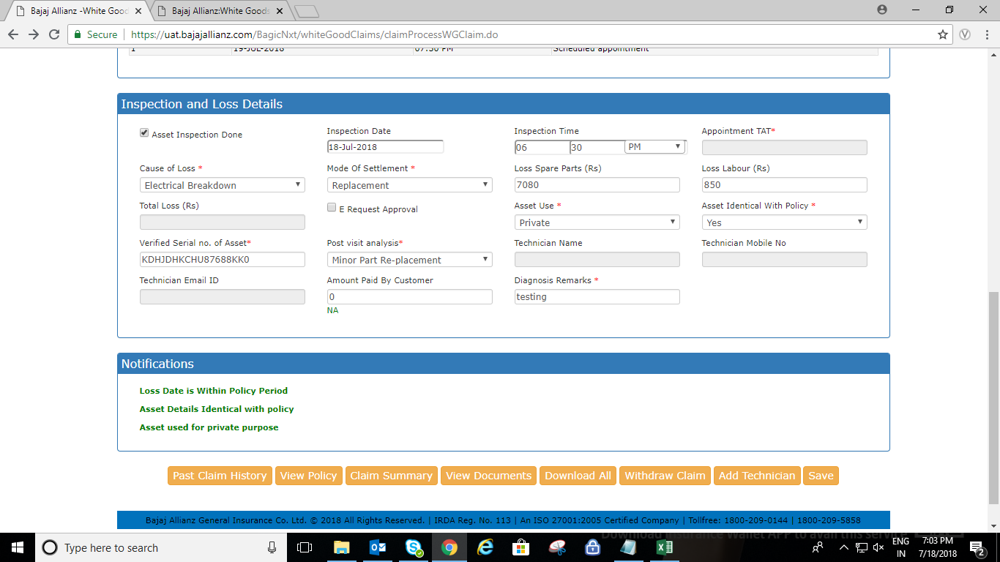 Bajaj Allianz -White Good
Bajaj Allianz:White Goods
Secure
https://uat.bajajallianz.com/BagicNxt/whiteGoodClaims/claimProcessWGClaim.do
1 19-JUL-2018 07:30 PM Scheduled appointment
Inspection and Loss Details
Asset Inspection Done
Inspection Date
18-Jul-2018
Inspection Time
06 30 PM
Appointment TAT*
Cause of Loss *
Electrical Breakdown
Mode Of Settlement *
Replacement
Loss Spare Parts (Rs)
7080
Loss Labour (Rs)
850
Total Loss (Rs)
E Request Approval
Asset Use *
Private
Asset Identical With Policy *
Yes
Verified Serial no. of Asset*
KDHJDHKCHU87688KK0
Post visit analysis*
Minor Part Re-placement
Technician Name
Technician Mobile No
Technician Email ID
Amount Paid By Customer
0
NA
Diagnosis Remarks *
testing
Notifications
Loss Date is Within Policy Period
Asset Details Identical with policy
Asset used for private purpose
Past Claim History
View Policy
Claim Summary
View Documents
Download All
Withdraw Claim
Add Technician
Save
Bajaj Allianz General Insurance Co. Ltd. © 2018 All Rights Reserved. | IRDA Reg. No. 113 | An ISO 27001:2005 Certified Company | Tollfree: 1800-209-0144 | 1800-209-5858
Download Insurance Wallet APP to avail this service
Type here to search
ENG
IN
7:03 PM
7/18/2018
2